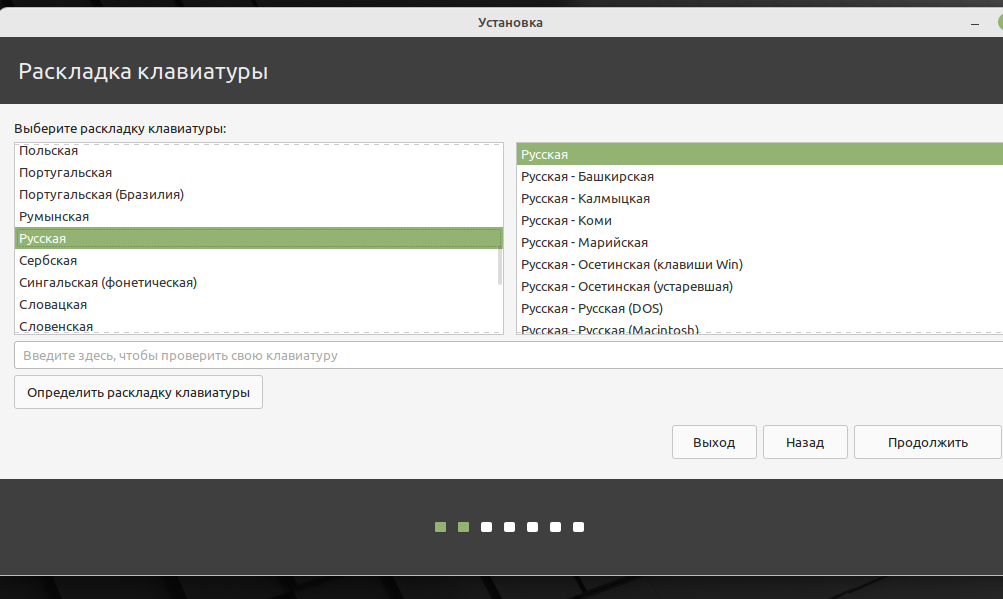 Установка
Раскладка клавиатуры
Выберите раскладку клавиатуры:
Польская
Португальская
Португальская (Бразилия)
Румынская
Русская
Сербская
Сингальская (фонетическая)
Словацкая
Словенская
Русская
Русская - Башкирская
Русская - Калмыцкая
Русская - Коми
Русская - Марийская
Русская - Осетинская (клавиши Win)
Русская - Осетинская (устаревшая)
Русская - Русская (DOS)
Русская - Русская (Macintosh)
Введите здесь, чтобы проверить свою клавиатуру
Определить раскладку клавиатуры
Выход
Назад
Продолжить